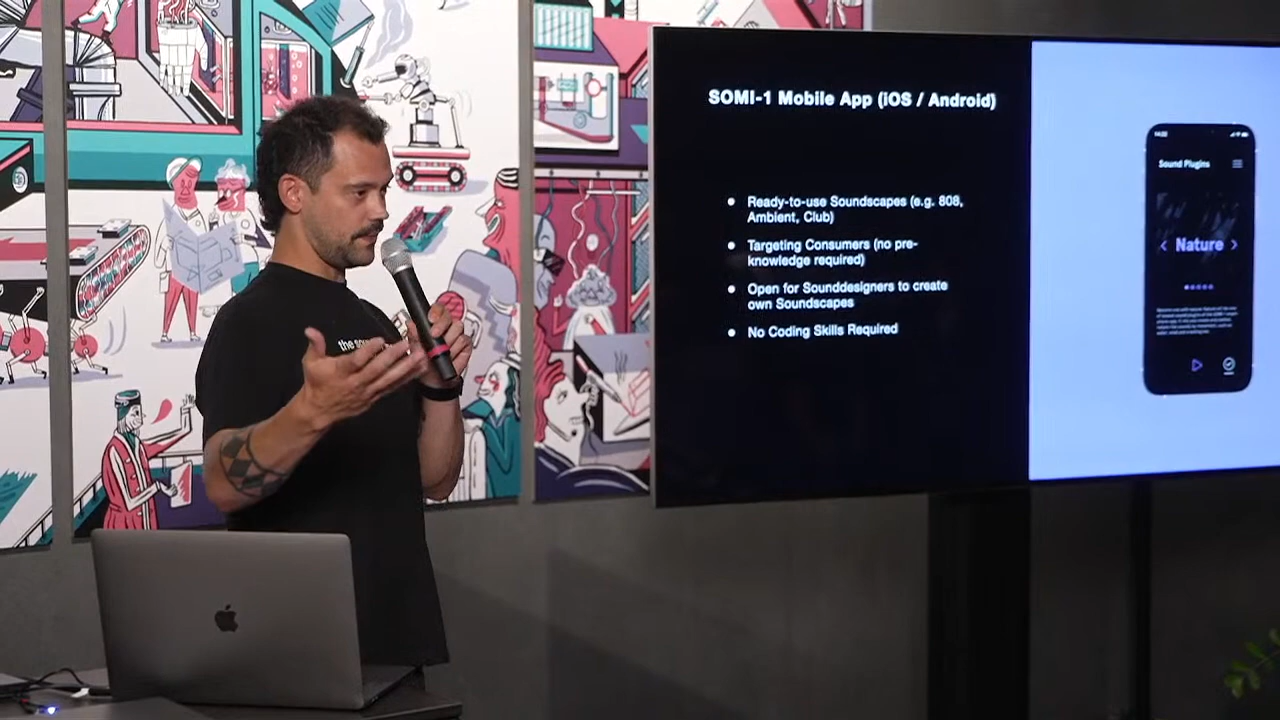 SOMI-1 Mobile App (iOS / Android)
Ready-to-use Soundscapes (e.g. 808,
Ambient, Club)
Targeting Consumers (no pre-
knowledge required)
Open for Sounddesigners to create
own Soundscapes
No Coding Skills Required
Sound Plugins
< Nature >
the